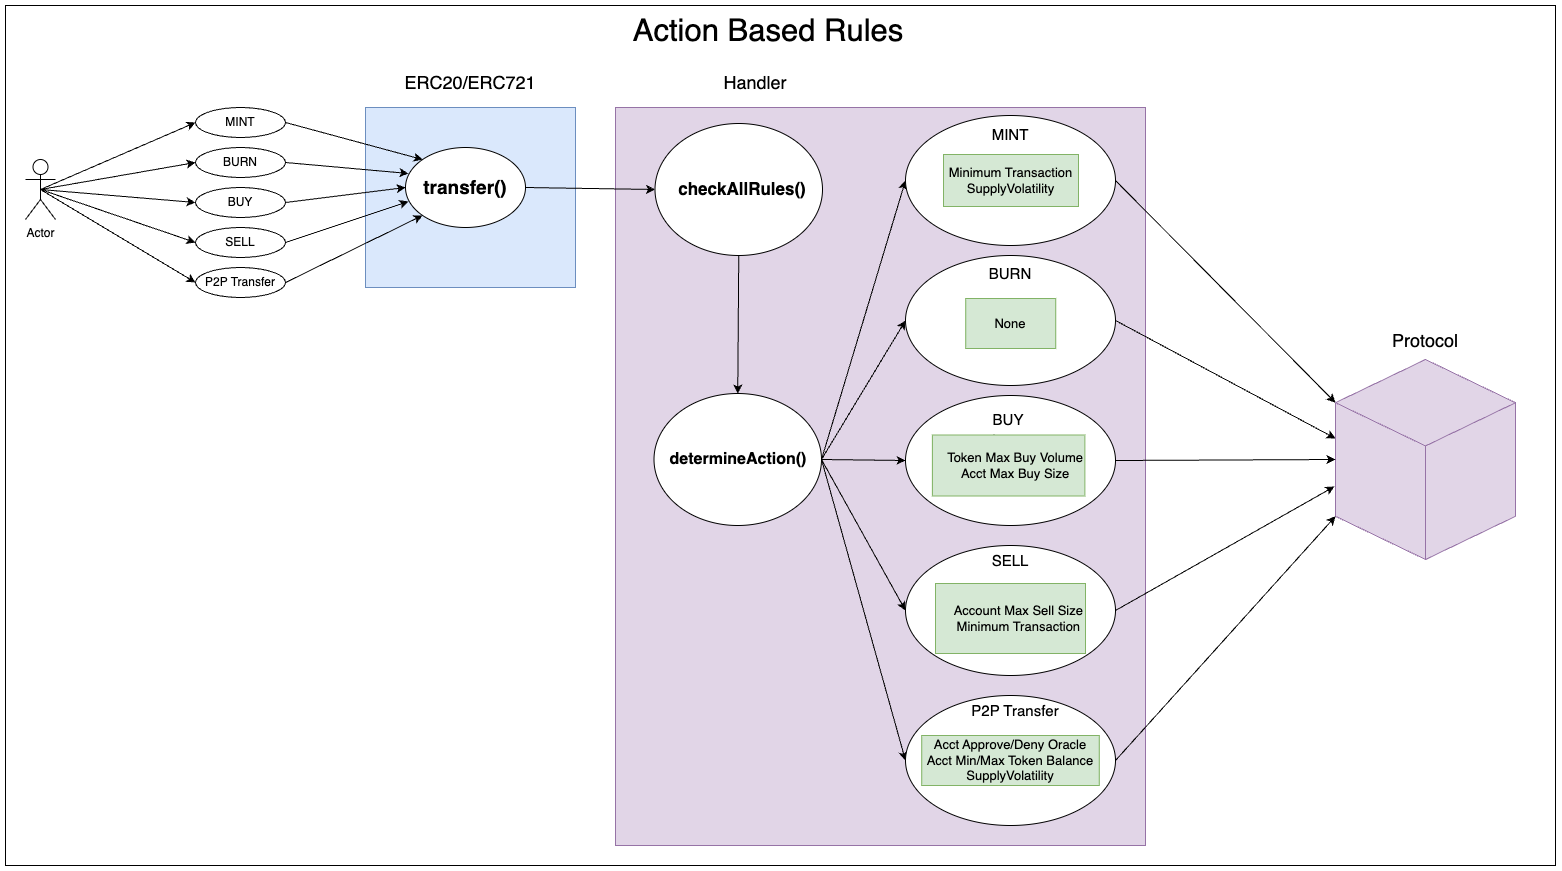 Action Based Rules
ERC20/ERC721
Handler
MINT
BURN
BUY
SELL
P2P Transfer
Actor
transfer()
checkAllRules()
determineAction()
MINT
Minimum Transaction
SupplyVolatility
BURN
None
BUY
Token Max Buy Volume
Acct Max Buy Size
SELL
Account Max Sell Size
Minimum Transaction
P2P Transfer
Acct Approve/Deny Oracle
Acct Min/Max Token Balance
SupplyVolatility
Protocol